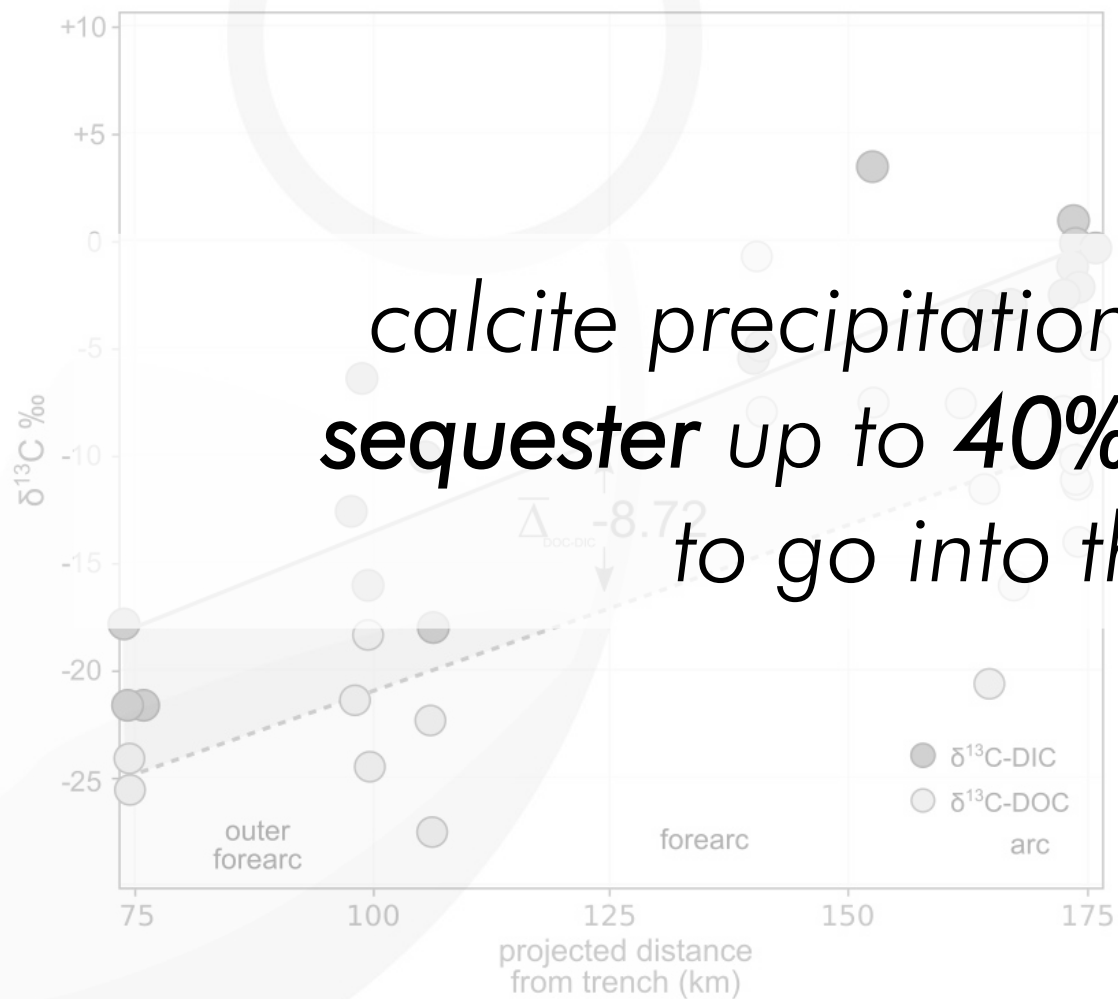 +10
+5
0
-5
-10
-15
-20
-25
δ¹³C ‰
calcite precipitation
sequester up to 40%
to go into th
Δ̅ DOC-DIC -8.72
δ¹³C-DIC
δ¹³C-DOC
outer
forearc
forearc
arc
75 100 125 150 175
projected distance
from trench (km)